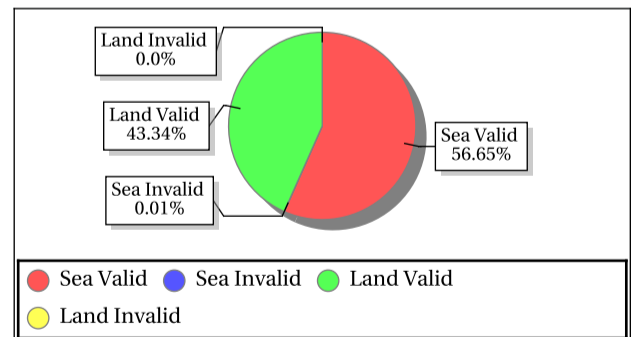 Land Invalid
0.0%
Land Valid
43.34%
Sea Valid
56.65%
Sea Invalid
0.01%
Sea Valid Sea Invalid Land Valid
Land Invalid